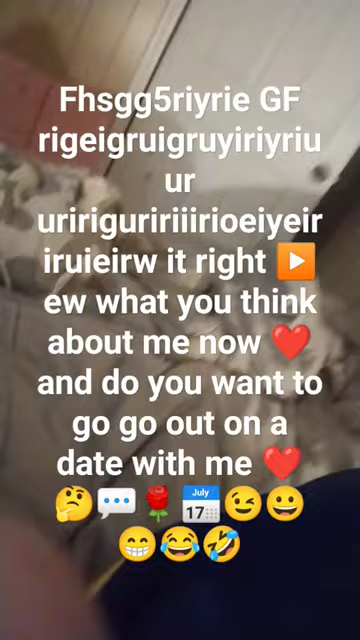 Fhsgg5riyrie GF
rigeigruigruyiriyriu
ur
uririguririiirioeiyeir
iruieirw it right ▶️
ew what you think
about me now ❤️
and do you want to
go go out on a
date with me ❤️
🤔💬🌹📅😉😀
😁😂🤣